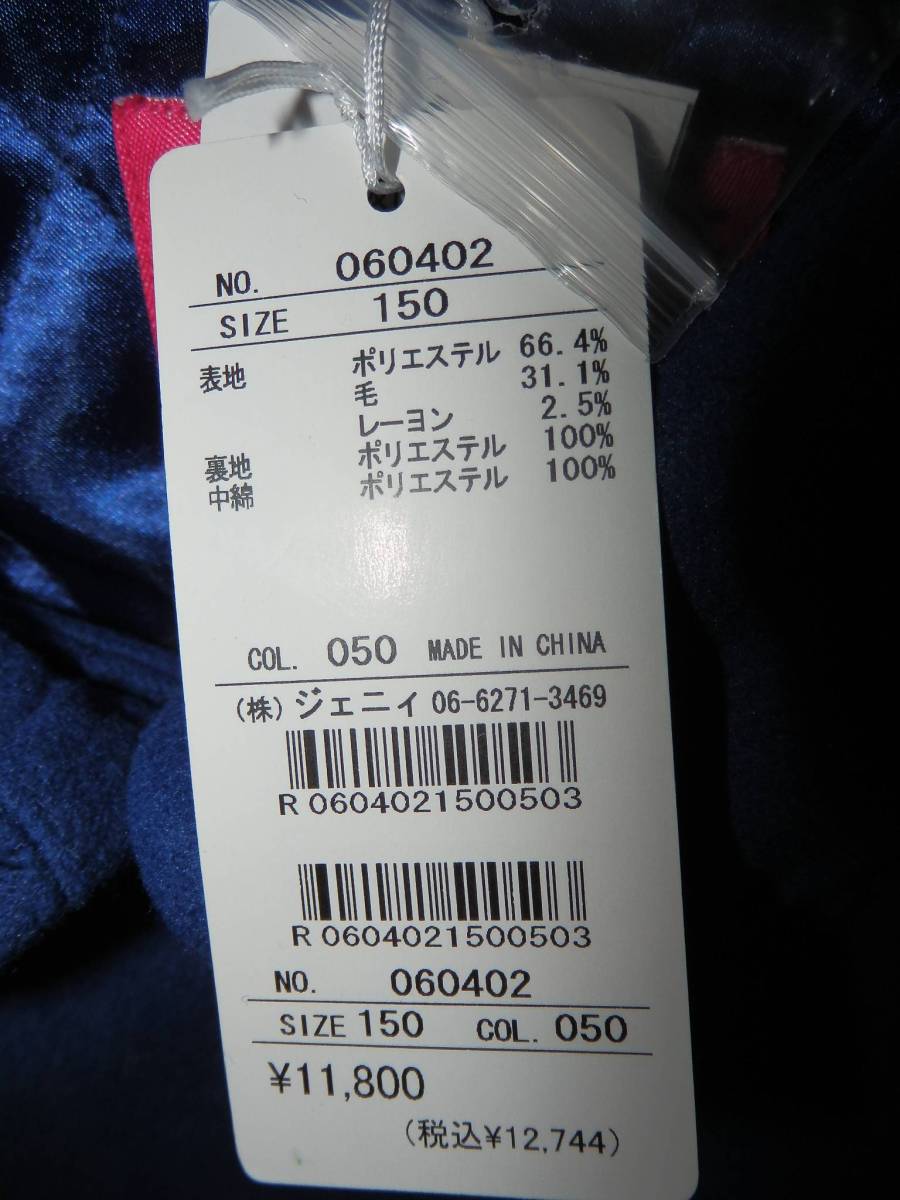 NO. 060402
SIZE 150
表地 ポリエステル 66.4%
毛 31.1%
レーヨン 2.5%
裏地 ポリエステル 100%
中綿 ポリエステル 100%
COL. 050 MADE IN CHINA
(株)ジェニィ 06-6271-3469
R 0604021500503
R 0604021500503
NO. 060402
SIZE 150 COL. 050
¥11,800
(税込¥12,744)